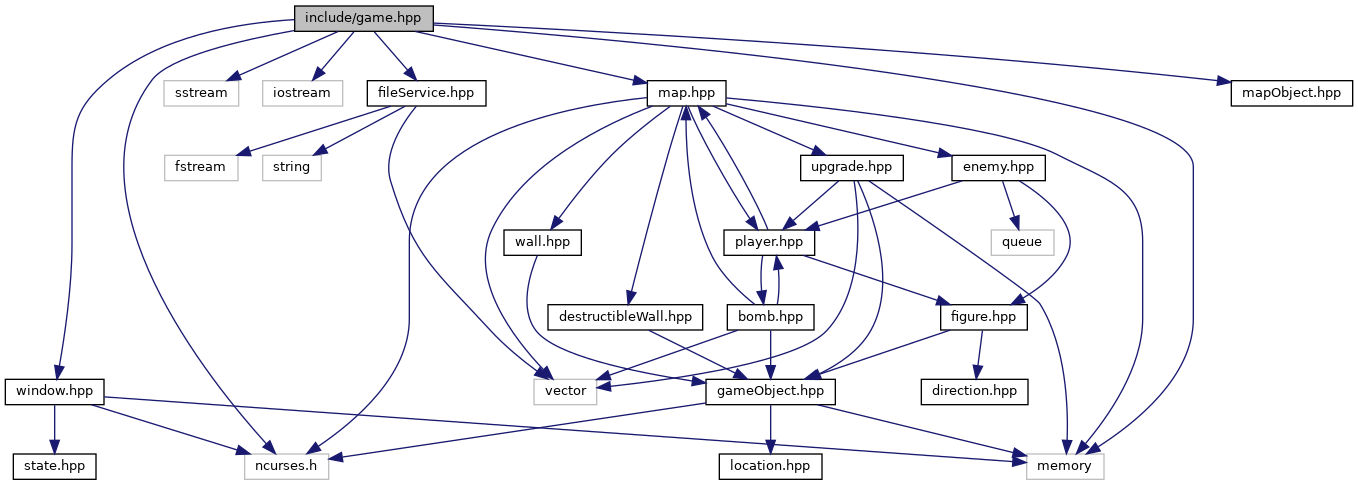 include/game.hpp
sstream
iostream
fileService.hpp
map.hpp
mapObject.hpp
fstream
string
upgrade.hpp
enemy.hpp
wall.hpp
player.hpp
queue
destructibleWall.hpp
bomb.hpp
figure.hpp
window.hpp
vector
gameObject.hpp
direction.hpp
state.hpp
ncurses.h
location.hpp
memory